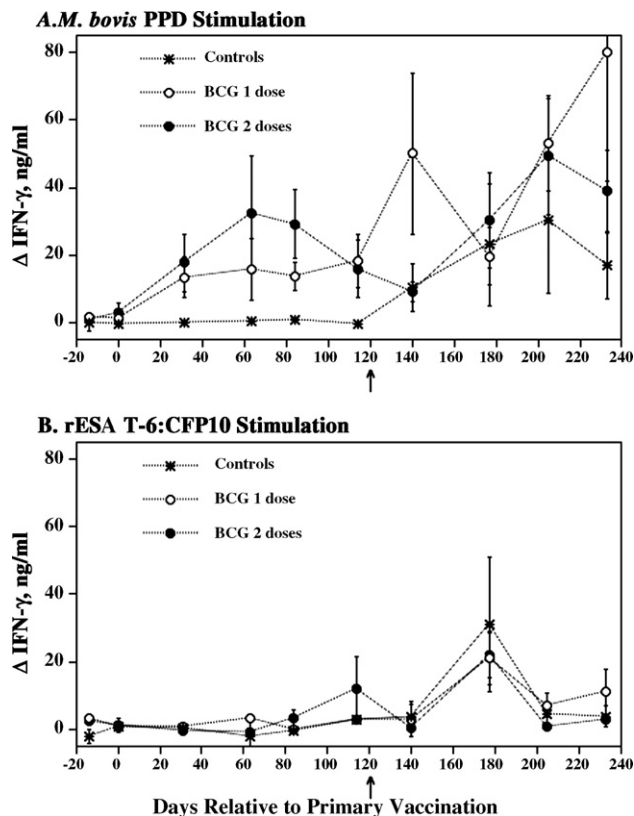 A.M. bovis PPD Stimulation
80
60
40
20
0
Δ IFN-γ, ng/ml
Controls
BCG 1 dose
BCG 2 doses
-20 0 20 40 60 80 100 120 140 160 180 200 220 240
B. rESA T-6:CFP10 Stimulation
80
60
40
20
0
Δ IFN-γ, ng/ml
Controls
BCG 1 dose
BCG 2 doses
-20 0 20 40 60 80 100 120 140 160 180 200 220 240
Days Relative to Primary Vaccination